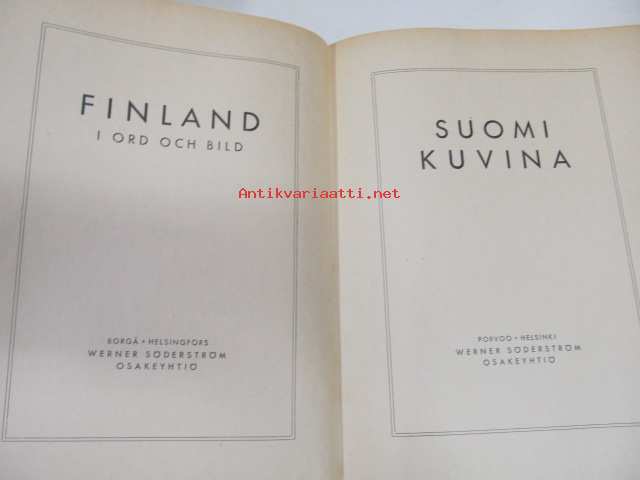 FINLAND
I ORD OCH BILD
BORGÅ • HELSINGFORS
WERNER SÖDERSTRÖM
OSAKEYHTIÖ
SUOMI
KUVINA
PORVOO • HELSINKI
WERNER SÖDERSTRÖM
OSAKEYHTIÖ
Antikvariaatti.net